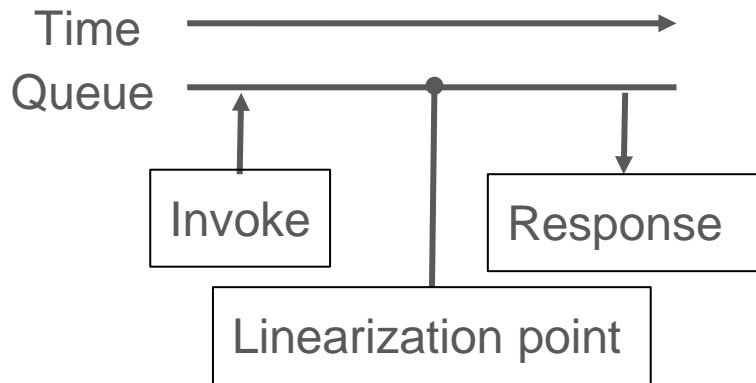 Time
Queue
Invoke
Response
Linearization point